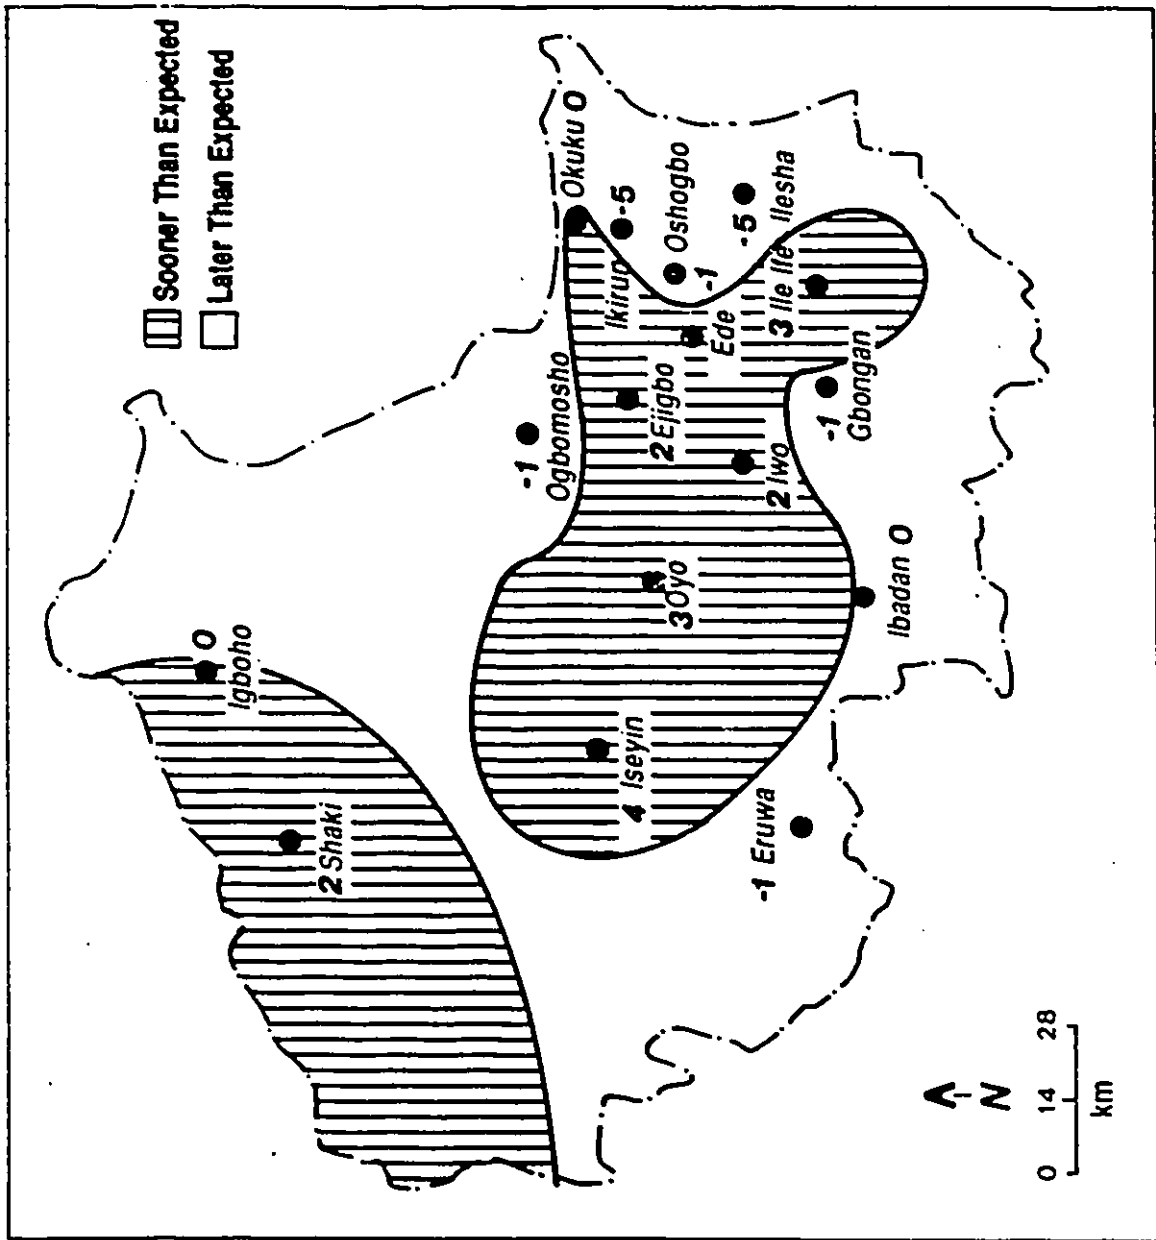 Sooner Than Expected
Later Than Expected
0
Igboho
2 Shaki
Okuku 0
-5
Ikirun
Oshogbo
-1
Ede
-5
Ilesha
3 Ile Ife
-1
Ogbomosho
2 Ejigbo
2 Iwo
-1
Gbongan
3 Oyo
4 Iseyin
Ibadan 0
-1 Eruwa
N
0 14 28
km